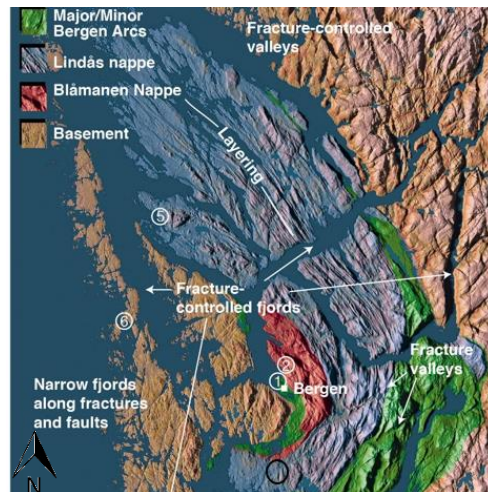 Major/Minor
Bergen Arcs
Lindås nappe
Blåmanen Nappe
Basement
Fracture-controlled
valleys
Layering
⑤
Fracture-
controlled fjords
⑥
Fracture
valleys
②
①
Bergen
Narrow fjords
along fractures
and faults
N